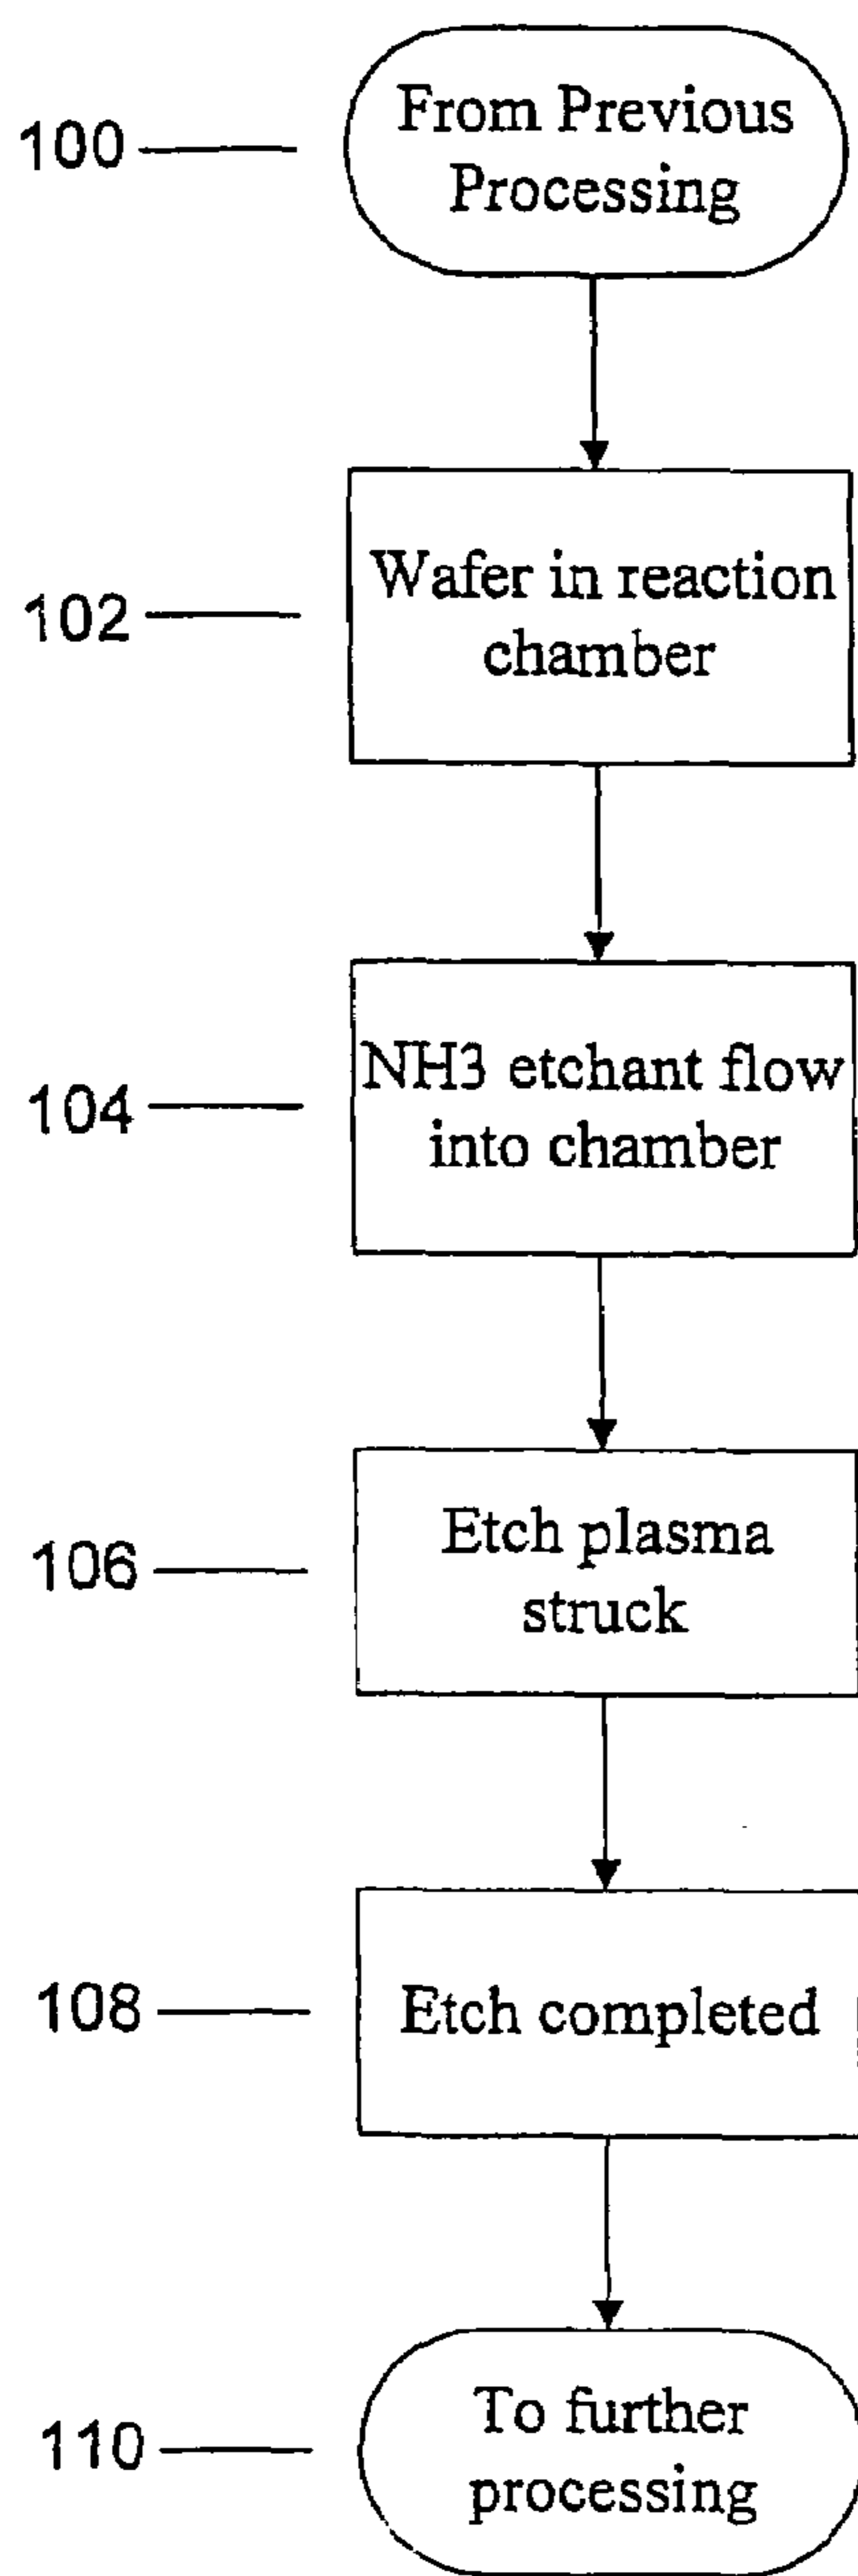 100
From Previous
Processing
102
Wafer in reaction
chamber
104
NH3 etchant flow
into chamber
106
Etch plasma
struck
108
Etch completed
110
To further
processing